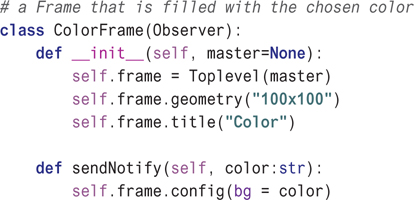 # a Frame that is filled with the chosen color
class ColorFrame(Observer):
    def __init__(self, master=None):
        self.frame = Toplevel(master)
        self.frame.geometry("100x100")
        self.frame.title("Color")

    def sendNotify(self, color:str):
        self.frame.config(bg = color)